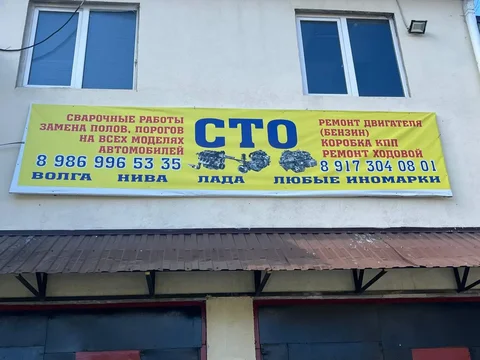 СВАРОЧНЫЕ РАБОТЫ
ЗАМЕНА ПОЛОВ, ПОРОГОВ
НА ВСЕХ МОДЕЛЯХ
АВТОМОБИЛЕЙ
8 986 996 53 35
СТО
РЕМОНТ ДВИГАТЕЛЯ
(БЕНЗИН)
КОРОБКА КПП
РЕМОНТ ХОДОВОЙ
8 917 304 08 01
ВОЛГА НИВА ЛАДА ЛЮБЫЕ ИНОМАРКИ